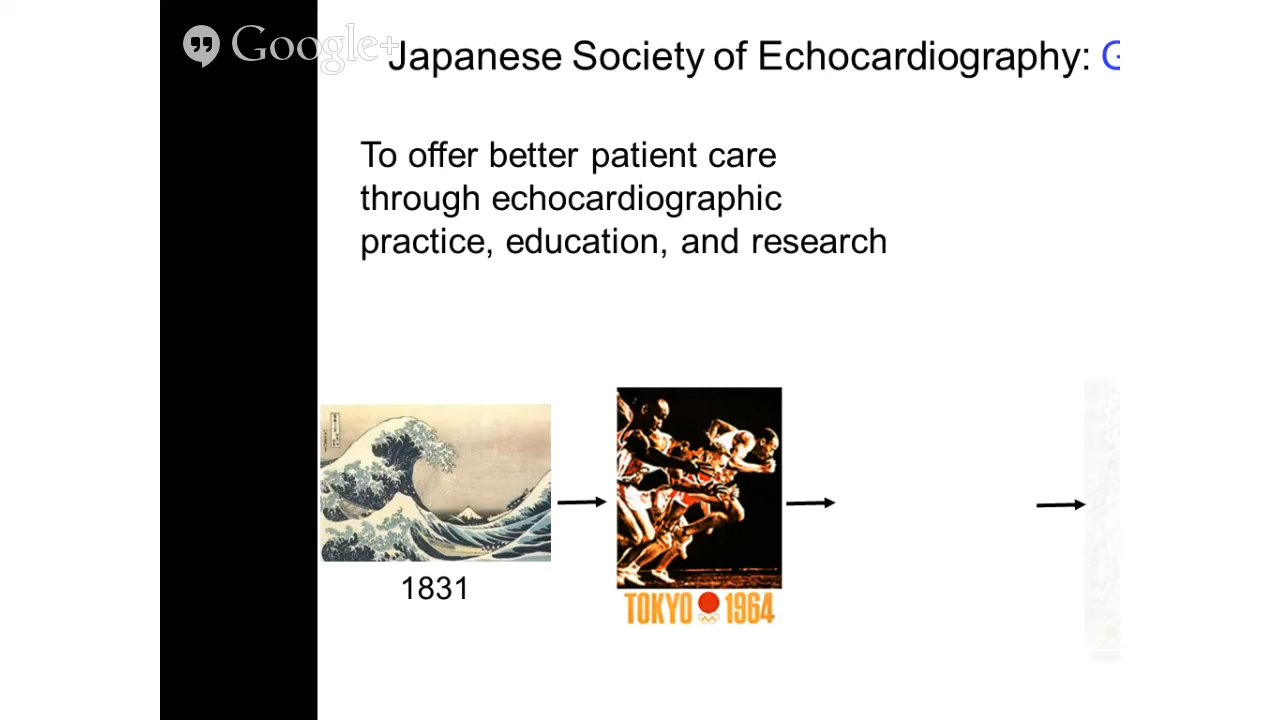 Google+
Japanese Society of Echocardiography: G
To offer better patient care
through echocardiographic
practice, education, and research
1831
TOKYO 1964